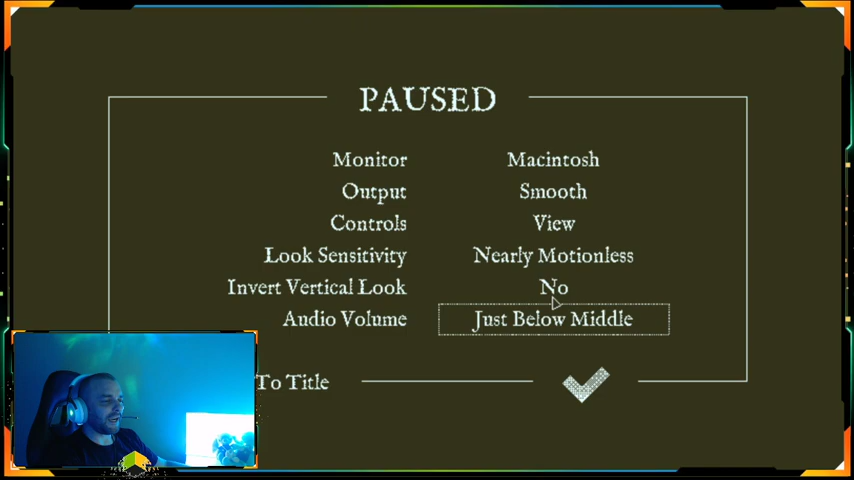 PAUSED
Monitor Macintosh
Output Smooth
Controls View
Look Sensitivity Nearly Motionless
Invert Vertical Look No
Audio Volume Just Below Middle
To Title